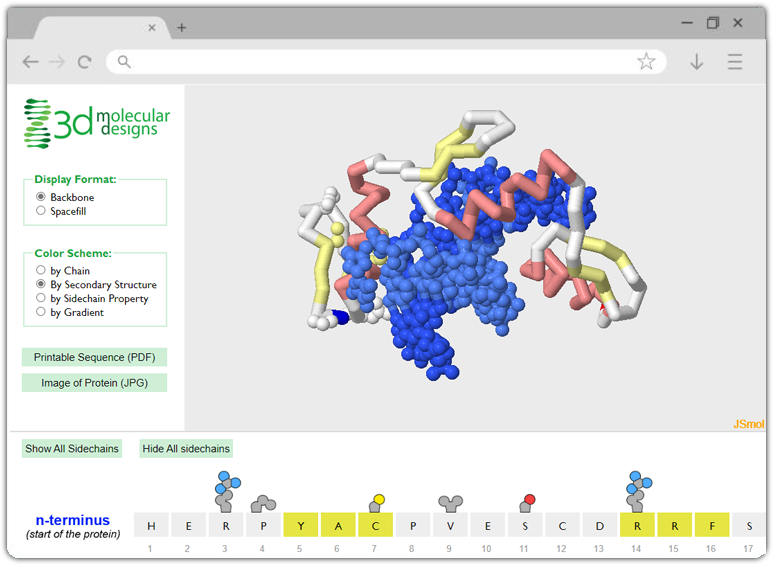 3d molecular
designs
Display Format:
Backbone
Spacefill
Color Scheme:
by Chain
By Secondary Structure
by Sidechain Property
by Gradient
Printable Sequence (PDF)
Image of Protein (JPG)
JSmol
Show All Sidechains
Hide All sidechains
n-terminus
(start of the protein)
H E R P Y A C P V E S C D R R F S
1 2 3 4 5 6 7 8 9 10 11 12 13 14 15 16 17